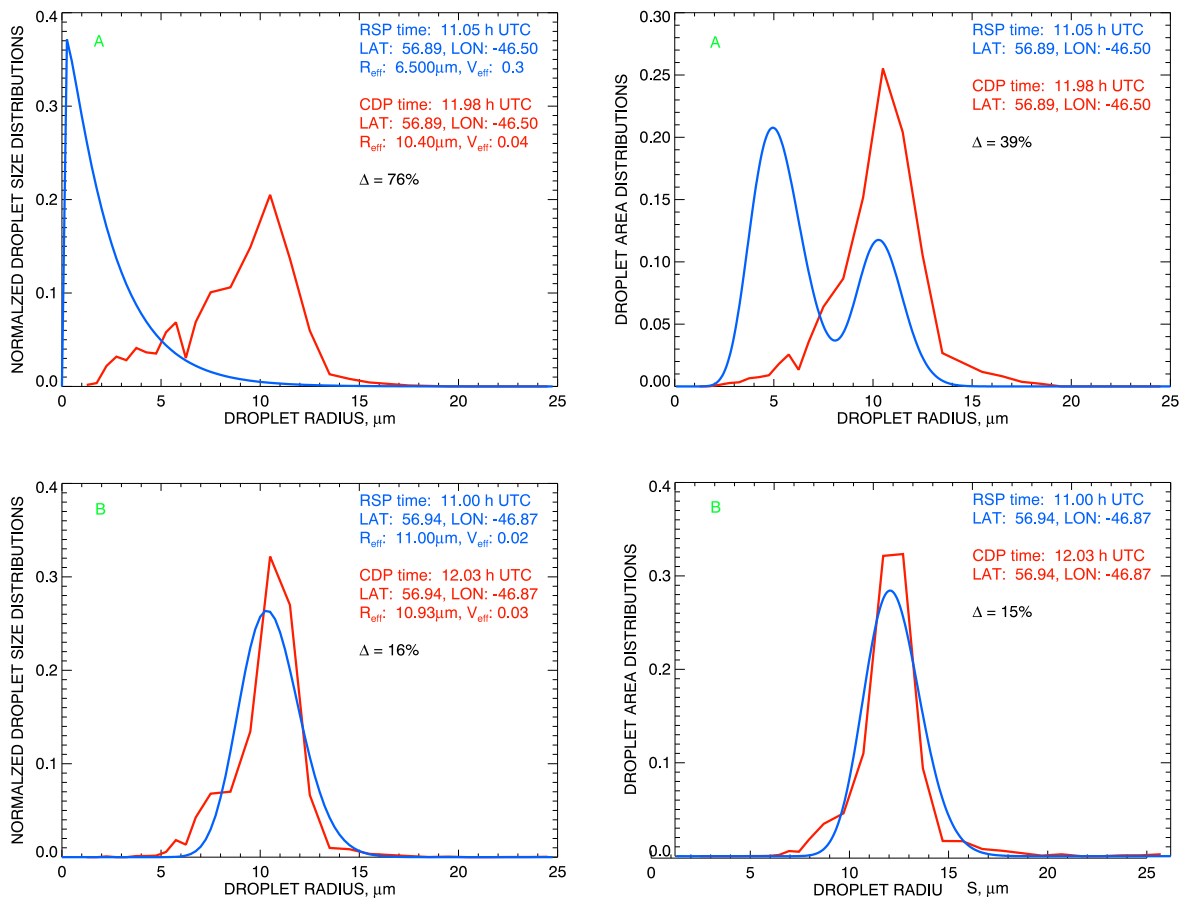 NORMALZED DROPLET SIZE DISTRIBUTIONS
0.4
0.3
0.2
0.1
0.0
A
RSP time: 11.05 h UTC
LAT: 56.89, LON: -46.50
Reff: 6.500µm, Veff: 0.3
CDP time: 11.98 h UTC
LAT: 56.89, LON: -46.50
Reff: 10.40µm, Veff: 0.04
Δ = 76%
0 5 10 15 20 25
DROPLET RADIUS, µm
DROPLET AREA DISTRIBUTIONS
0.30
0.25
0.20
0.15
0.10
0.05
0.00
A
RSP time: 11.05 h UTC
LAT: 56.89, LON: -46.50
CDP time: 11.98 h UTC
LAT: 56.89, LON: -46.50
Δ = 39%
0 5 10 15 20 25
DROPLET RADIUS, µm
NORMALZED DROPLET SIZE DISTRIBUTIONS
0.4
0.3
0.2
0.1
0.0
B
RSP time: 11.00 h UTC
LAT: 56.94, LON: -46.87
Reff: 11.00µm, Veff: 0.02
CDP time: 12.03 h UTC
LAT: 56.94, LON: -46.87
Reff: 10.93µm, Veff: 0.03
Δ = 16%
0 5 10 15 20 25
DROPLET RADIUS, µm
DROPLET AREA DISTRIBUTIONS
0.4
0.3
0.2
0.1
0.0
B
RSP time: 11.00 h UTC
LAT: 56.94, LON: -46.87
CDP time: 12.03 h UTC
LAT: 56.94, LON: -46.87
Δ = 15%
0 5 10 15 20 25
DROPLET RADIU S, µm